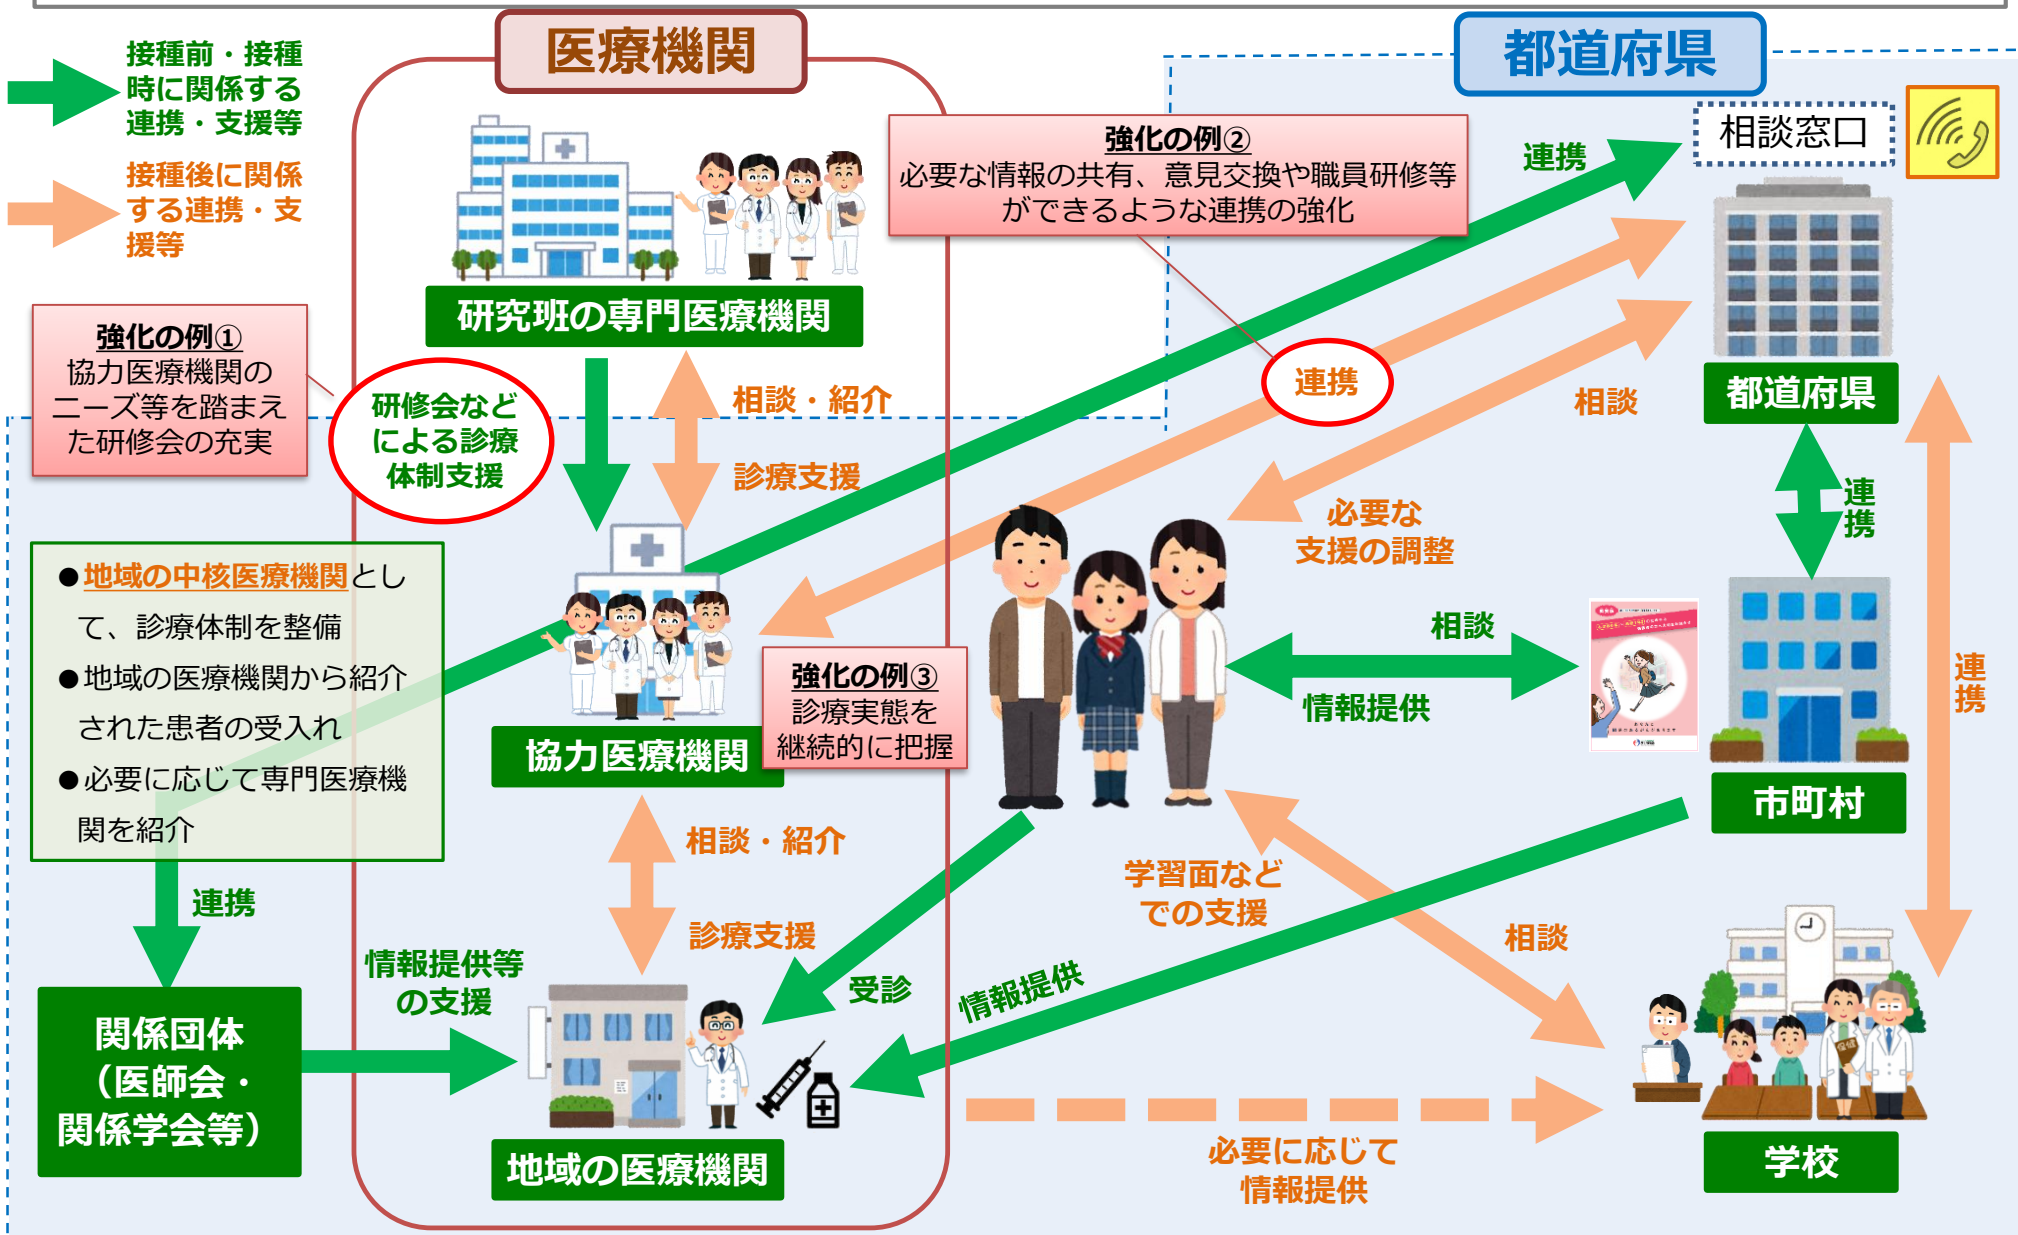 医療機関
都道府県
接種前・接種
時に関係する
連携・支援等
接種後に関係
する連携・支
援等
強化の例②
必要な情報の共有、意見交換や職員研修等
ができるような連携の強化
連携
相談窓口
研究班の専門医療機関
強化の例①
協力医療機関の
ニーズ等を踏まえ
た研修会の充実
研修会など
による診療
体制支援
相談・紹介
診療支援
連携
相談
都道府県
必要な
支援の調整
連携
●地域の中核医療機関とし
て、診療体制を整備
●地域の医療機関から紹介
された患者の受入れ
●必要に応じて専門医療機
関を紹介
強化の例③
診療実態を
継続的に把握
協力医療機関
相談
情報提供
市町村
連携
相談・紹介
診療支援
連携
学習面など
での支援
相談
情報提供等
の支援
受診
情報提供
関係団体
（医師会・
関係学会等）
地域の医療機関
必要に応じて
情報提供
学校